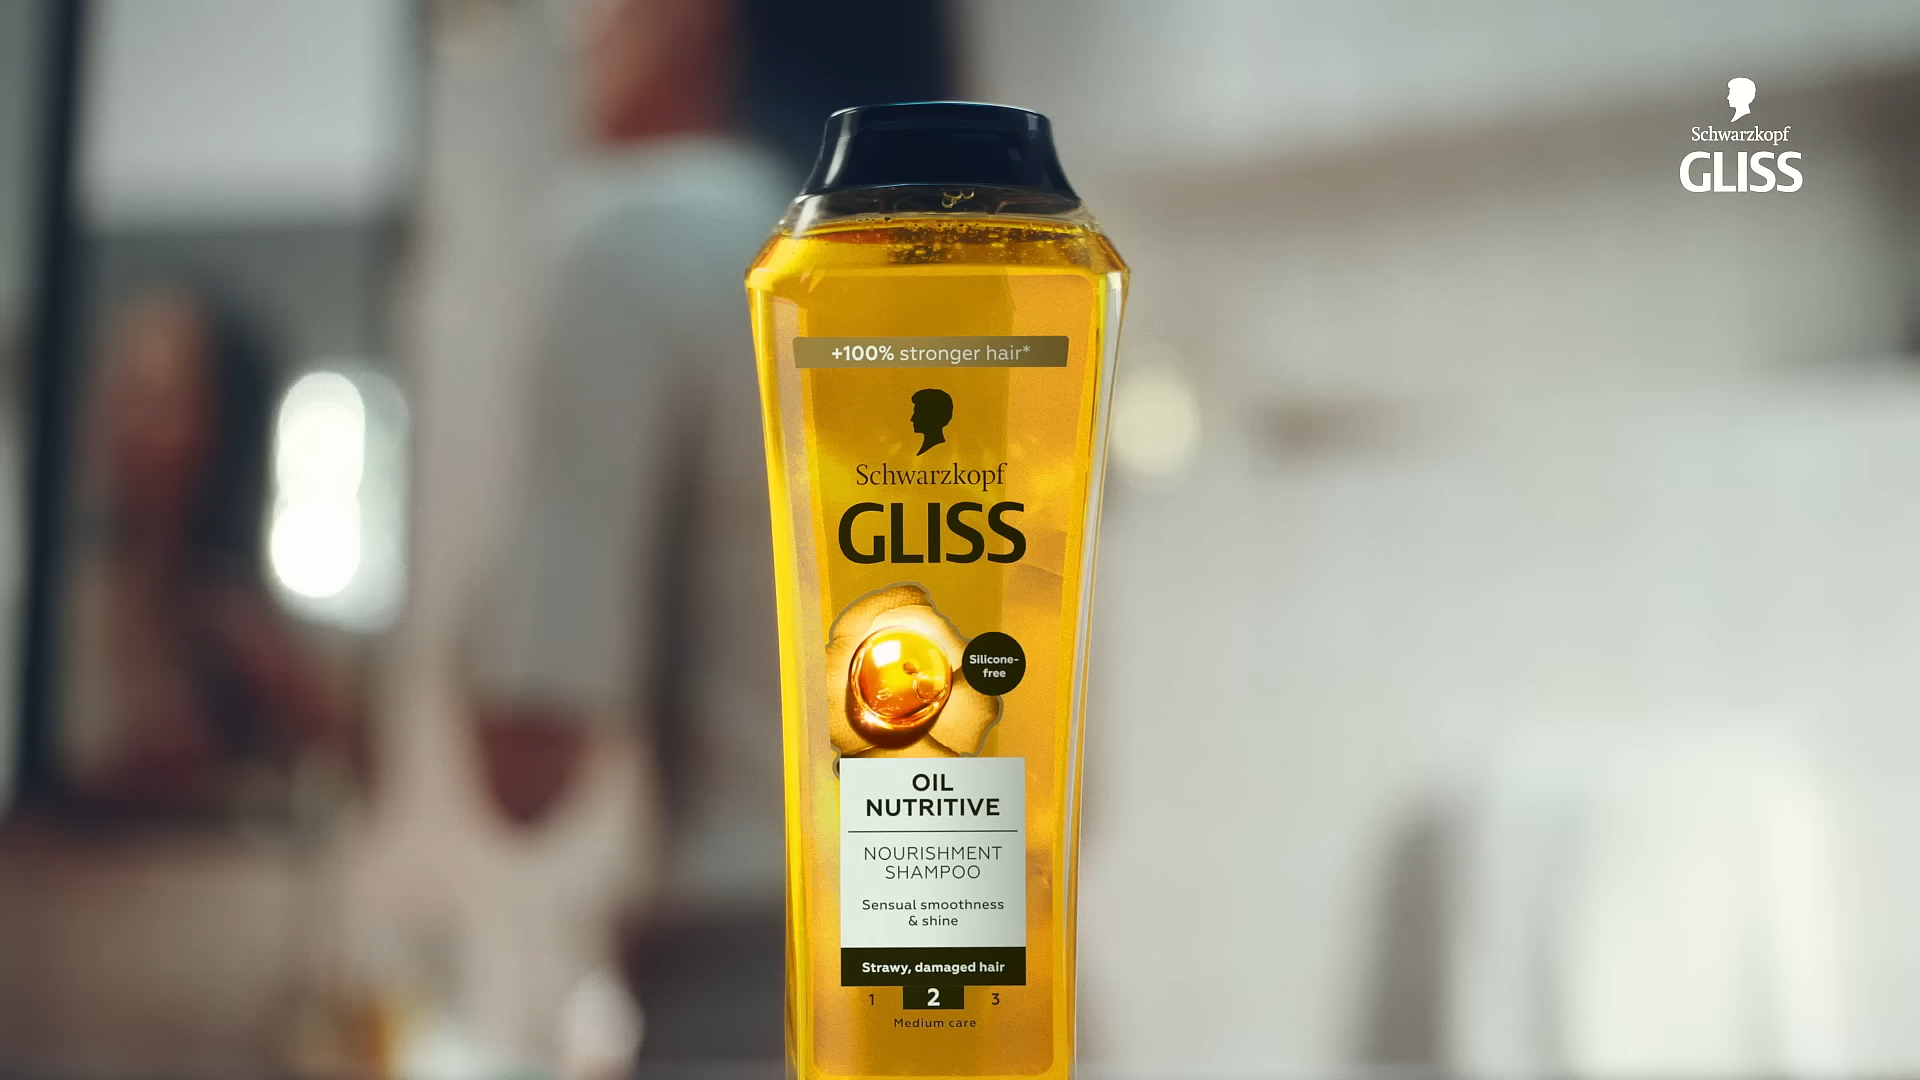 Schwarzkopf
GLISS
+100% stronger hair*
Schwarzkopf
GLISS
Silicone-
free
OIL
NUTRITIVE
NOURISHMENT
SHAMPOO
Sensual smoothness
& shine
Strawy, damaged hair
1 2 3
Medium care